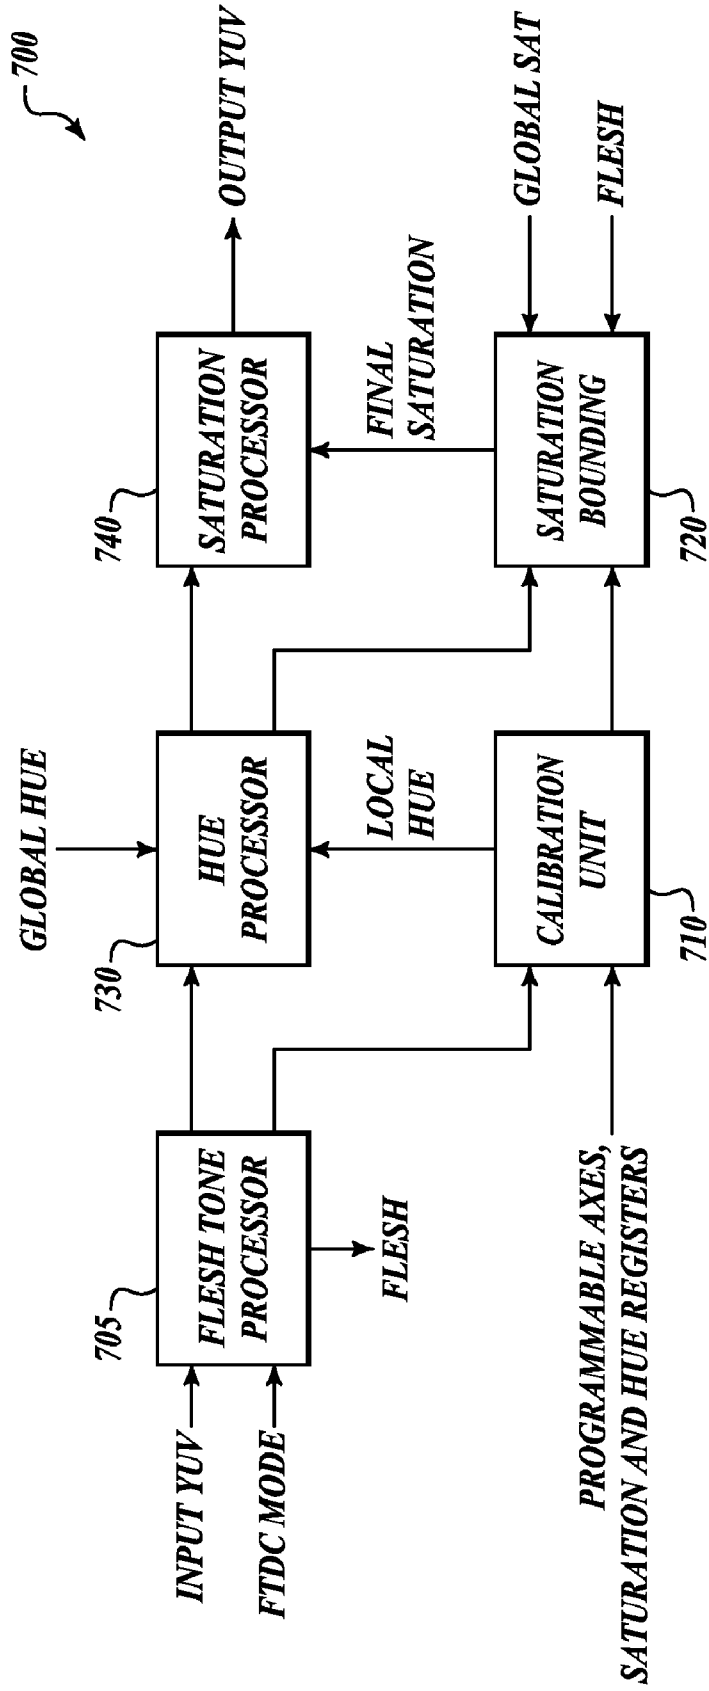 700
INPUT YUV
FTDC MODE
705
FLESH TONE
PROCESSOR
FLESH
GLOBAL HUE
730
HUE
PROCESSOR
LOCAL
HUE
740
SATURATION
PROCESSOR
OUTPUT YUV
FINAL
SATURATION
PROGRAMMABLE AXES,
SATURATION AND HUE REGISTERS
CALIBRATION
UNIT
710
SATURATION
BOUNDING
720
GLOBAL SAT
FLESH